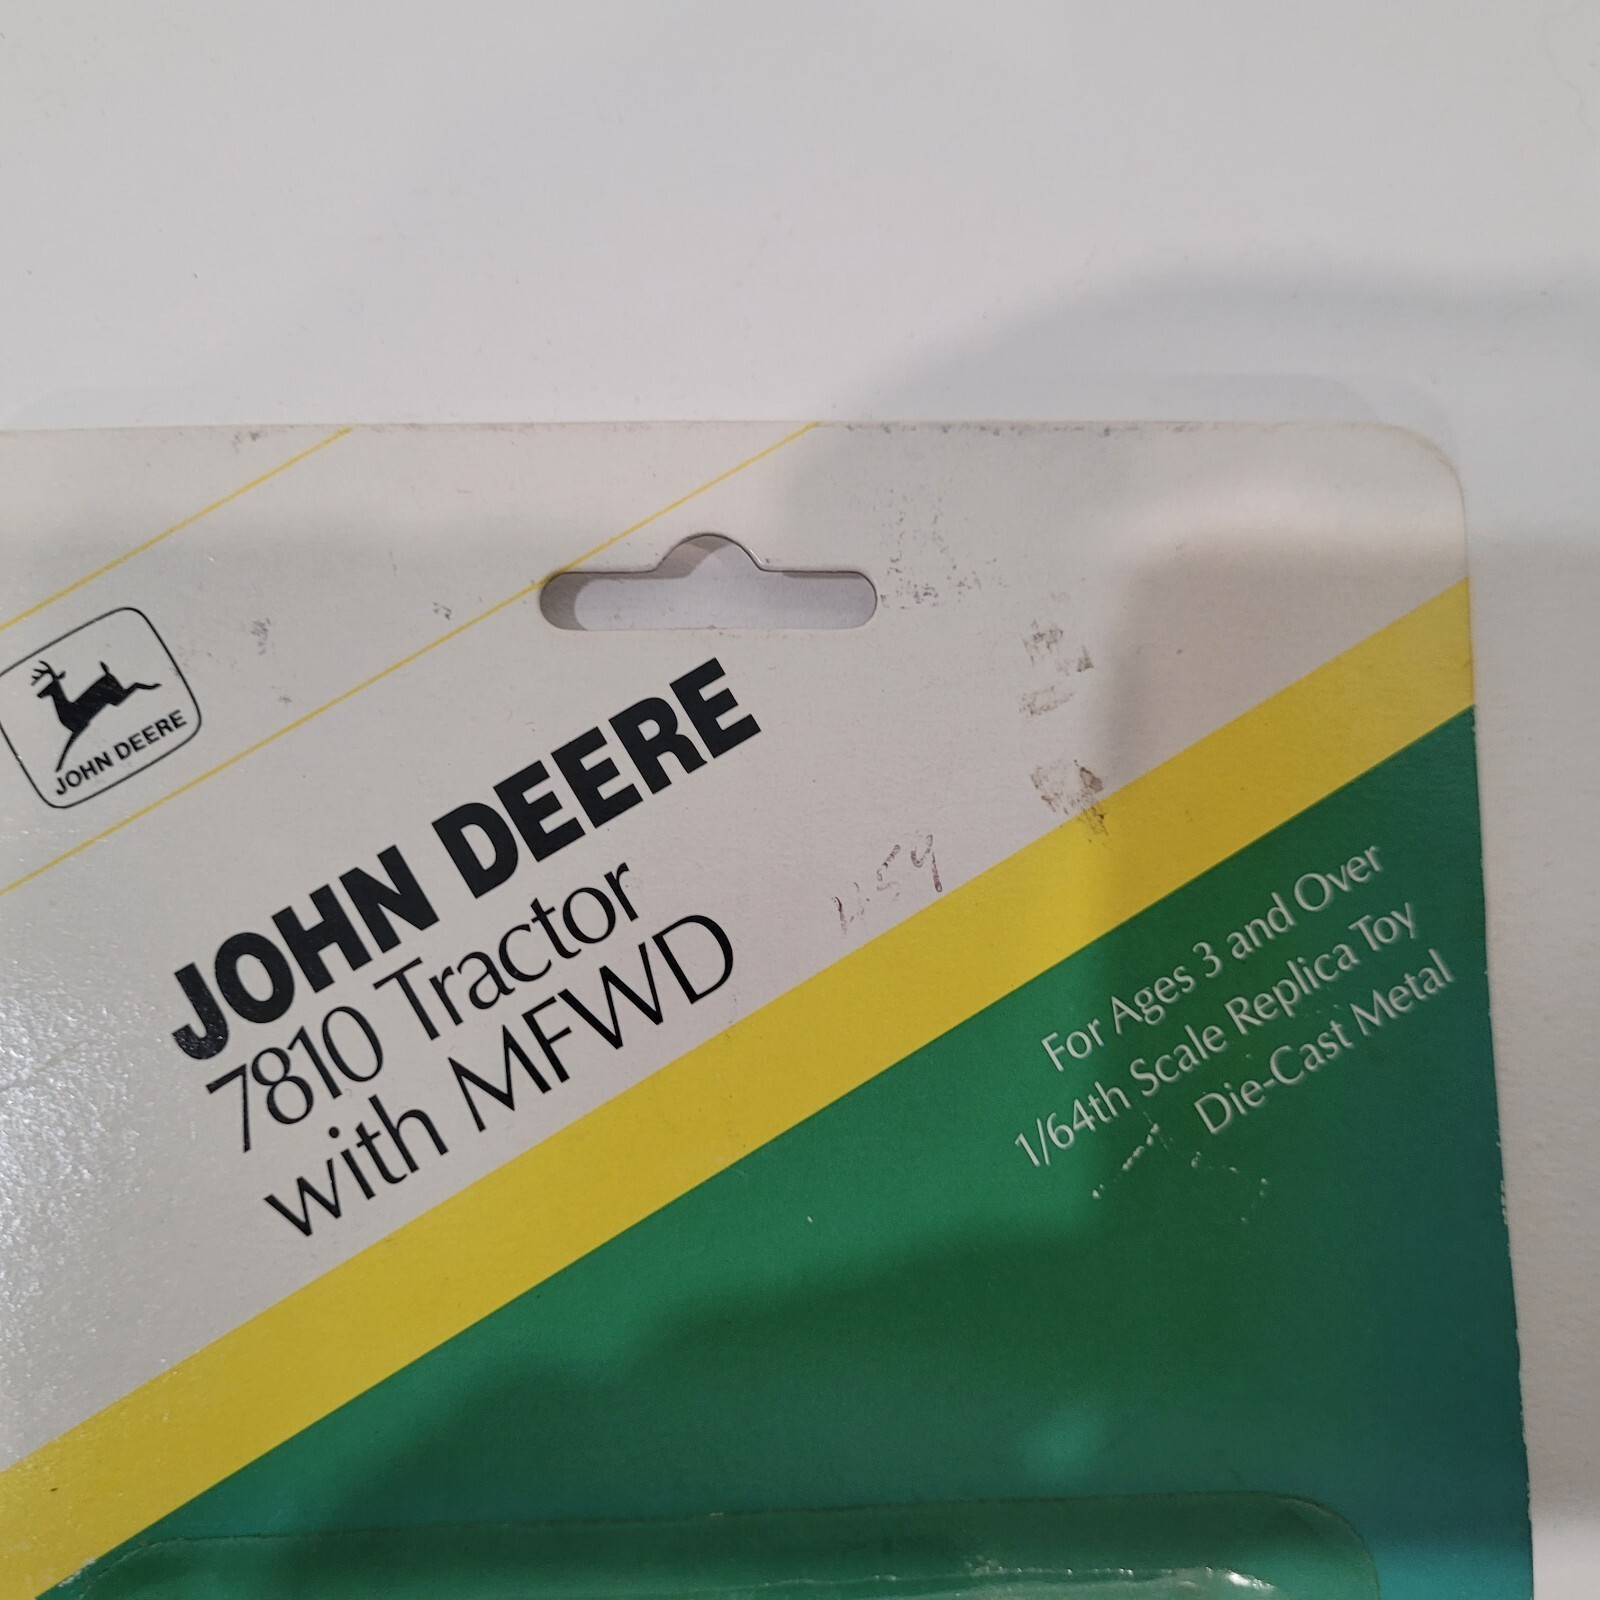 JOHN DEERE
JOHN DEERE
7810 Tractor
with MFWD
For Ages 3 and Over
1/64th Scale Replica Toy
Die-Cast Metal